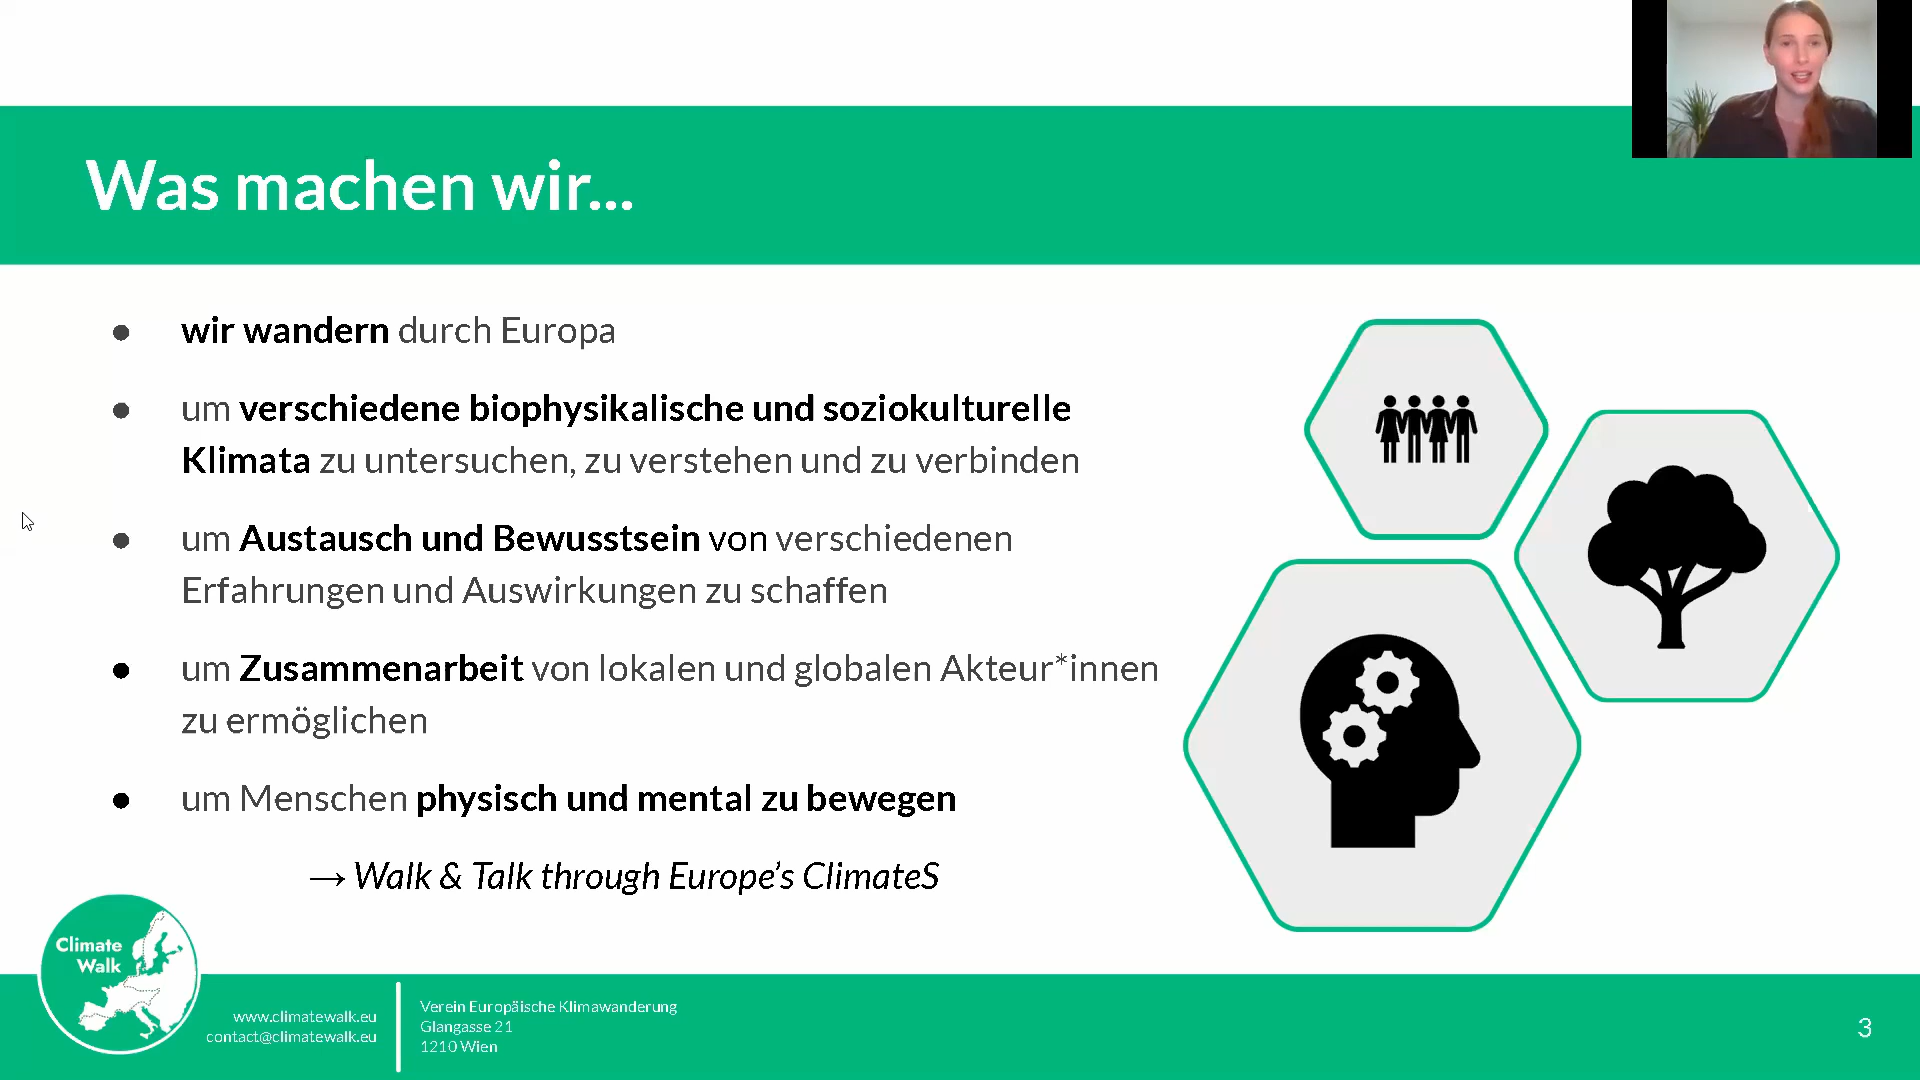 Was machen wir...
● wir wandern durch Europa
● um verschiedene biophysikalische und soziokulturelle
Klimata zu untersuchen, zu verstehen und zu verbinden
● um Austausch und Bewusstsein von verschiedenen
Erfahrungen und Auswirkungen zu schaffen
● um Zusammenarbeit von lokalen und globalen Akteur*innen
zu ermöglichen
● um Menschen physisch und mental zu bewegen
→ Walk & Talk through Europe’s ClimateS
Climate
Walk
www.climatewalk.eu
contact@climatewalk.eu
Verein Europäische Klimawanderung
Glangasse 21
1210 Wien
3